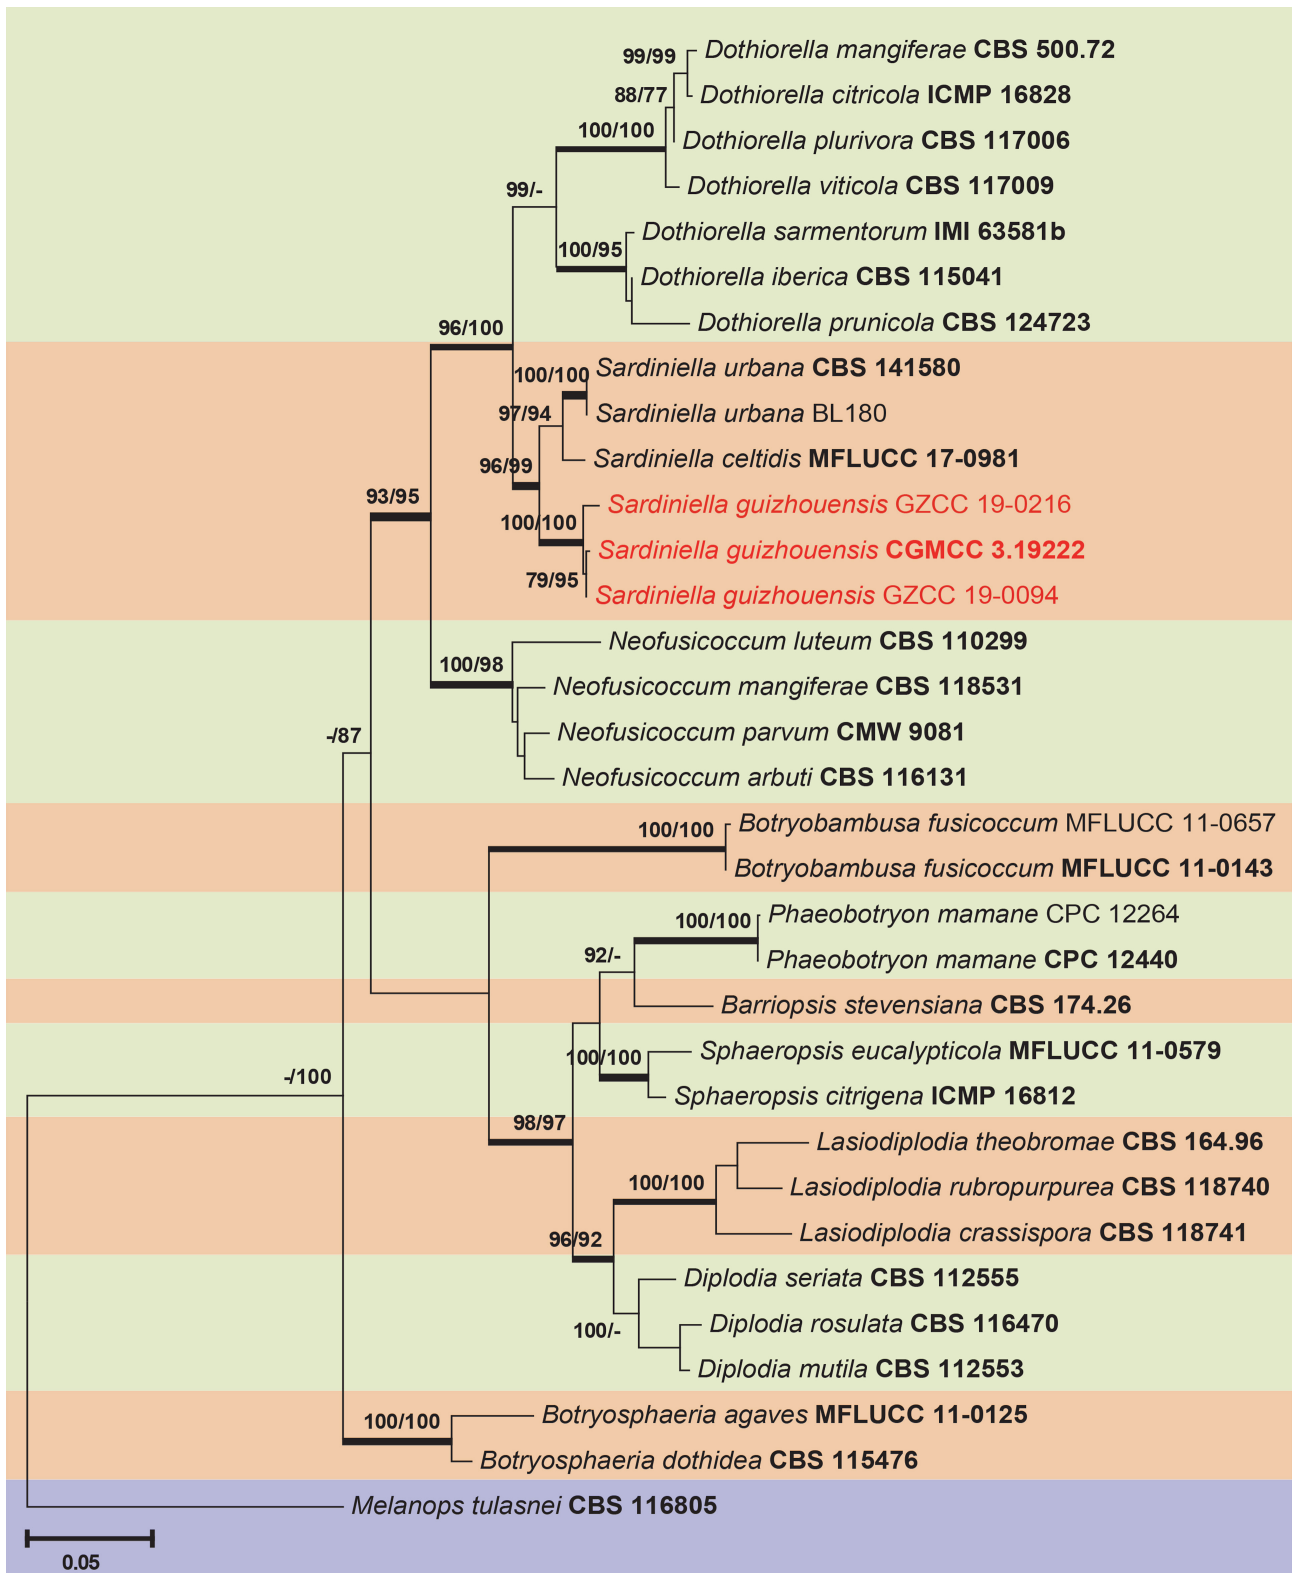 99/99
Dothiorella mangiferae CBS 500.72
88/77
Dothiorella citricola ICMP 16828
100/100
Dothiorella plurivora CBS 117006
99/-
Dothiorella viticola CBS 117009
Dothiorella sarmentorum IMI 63581b
100/95
Dothiorella iberica CBS 115041
96/100
Dothiorella prunicola CBS 124723
100/100
Sardiniella urbana CBS 141580
97/94
Sardiniella urbana BL180
96/99
Sardiniella celtidis MFLUCC 17-0981
93/95
Sardiniella guizhouensis GZCC 19-0216
100/100
Sardiniella guizhouensis CGMCC 3.19222
79/95
Sardiniella guizhouensis GZCC 19-0094
Neofusicoccum luteum CBS 110299
100/98
Neofusicoccum mangiferae CBS 118531
-/87
Neofusicoccum parvum CMW 9081
Neofusicoccum arbuti CBS 116131
100/100
Botryobambusa fusicoccum MFLUCC 11-0657
Botryobambusa fusicoccum MFLUCC 11-0143
100/100
Phaeobotryon mamane CPC 12264
92/-
Phaeobotryon mamane CPC 12440
Barriopsis stevensiana CBS 174.26
100/100
Sphaeropsis eucalypticola MFLUCC 11-0579
-/100
Sphaeropsis citrigena ICMP 16812
98/97
Lasiodiplodia theobromae CBS 164.96
100/100
Lasiodiplodia rubropurpurea CBS 118740
96/92
Lasiodiplodia crassispora CBS 118741
Diplodia seriata CBS 112555
100/-
Diplodia rosulata CBS 116470
Diplodia mutila CBS 112553
100/100
Botryosphaeria agaves MFLUCC 11-0125
Botryosphaeria dothidea CBS 115476
Melanops tulasnei CBS 116805
0.05